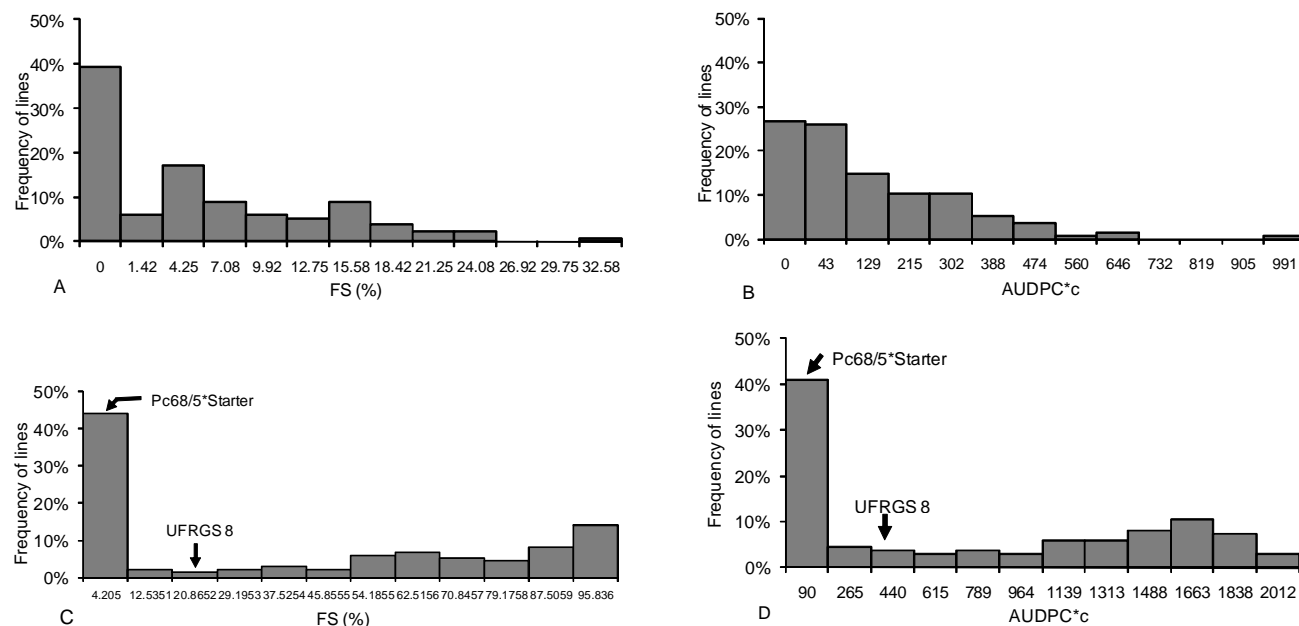 50%
40%
30%
20%
10%
0%
Frequency of lines
0 1.42 4.25 7.08 9.92 12.75 15.58 18.42 21.25 24.08 26.92 29.75 32.58
A
FS (%)
50%
40%
30%
20%
10%
0%
Frequency of lines
0 43 129 215 302 388 474 560 646 732 819 905 991
B
AUDPC*c
50%
40%
30%
20%
10%
0%
Frequency of lines
Pc68/5*Starter
UFRGS 8
4.205 12.5351 20.8652 29.1953 37.5254 45.8555 54.1855 62.5156 70.8457 79.1758 87.5059 95.836
C
FS (%)
50%
40%
30%
20%
10%
0%
Frequency of lines
Pc68/5*Starter
UFRGS 8
90 265 440 615 789 964 1139 1313 1488 1663 1838 2012
D
AUDPC*c